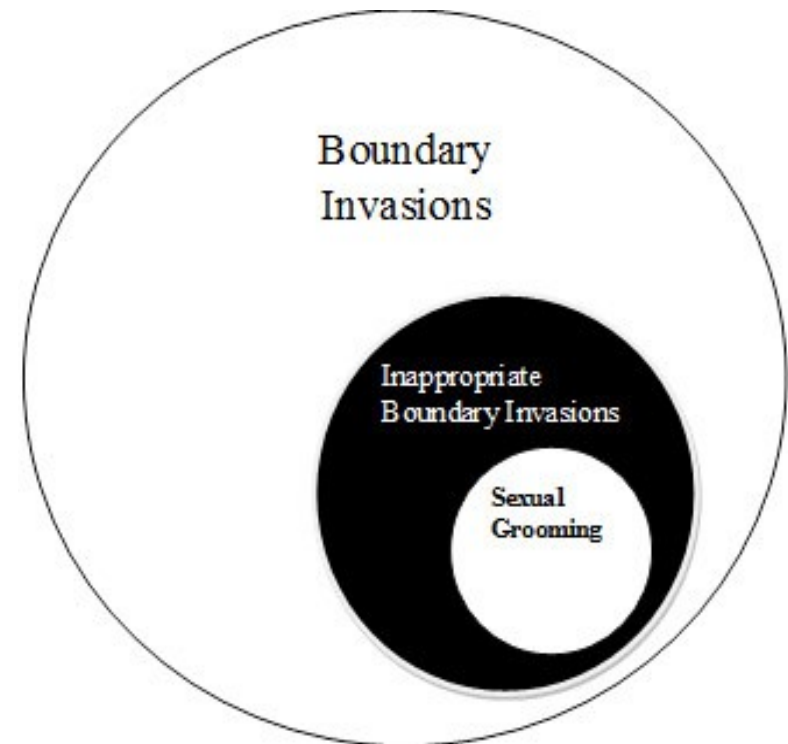 Boundary
Invasions
Inappropriate
Boundary Invasions
Sexual
Grooming